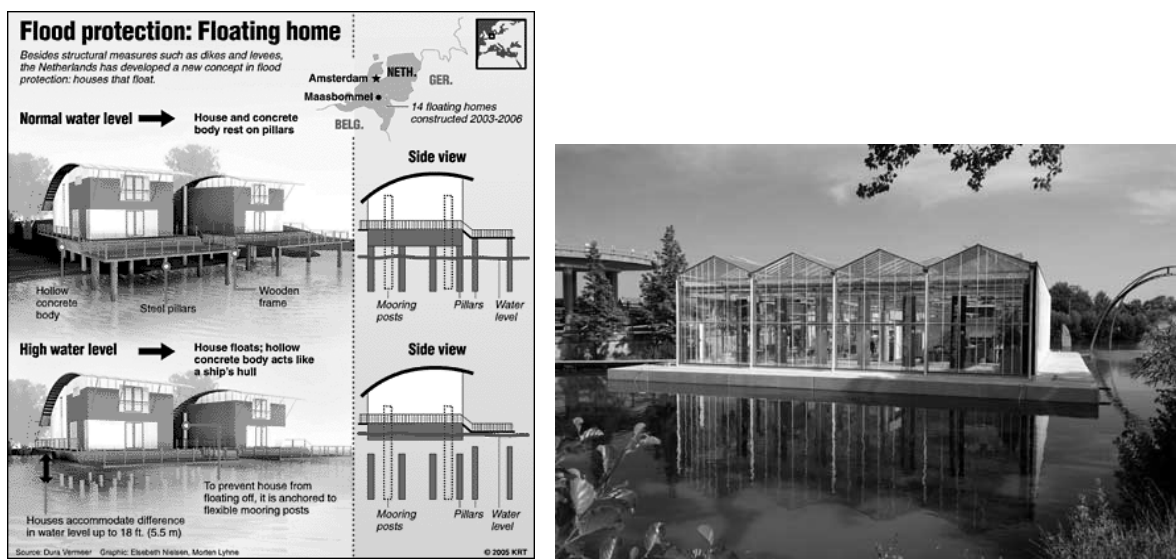 Flood protection: Floating home
Besides structural measures such as dikes and levees,
the Netherlands has developed a new concept in flood
protection: houses that float.
Amsterdam
NETH.
GER.
Maasbommel
14 floating homes
constructed 2003-2006
BELG.
Normal water level
House and concrete
body rest on pillars
Side view
Hollow
concrete
body
Steel pillars
Wooden
frame
Mooring
posts
Pillars
Water
level
High water level
House floats; hollow
concrete body acts like
a ship's hull
Side view
To prevent house from
floating off, it is anchored to
flexible mooring posts
Houses accommodate difference
in water level up to 18 ft. (5.5 m)
Mooring
posts
Pillars
Water
level
Source: Dura Vermeer
Graphic: Elsebeth Nielsen, Morten Lyhne
© 2005 KRT